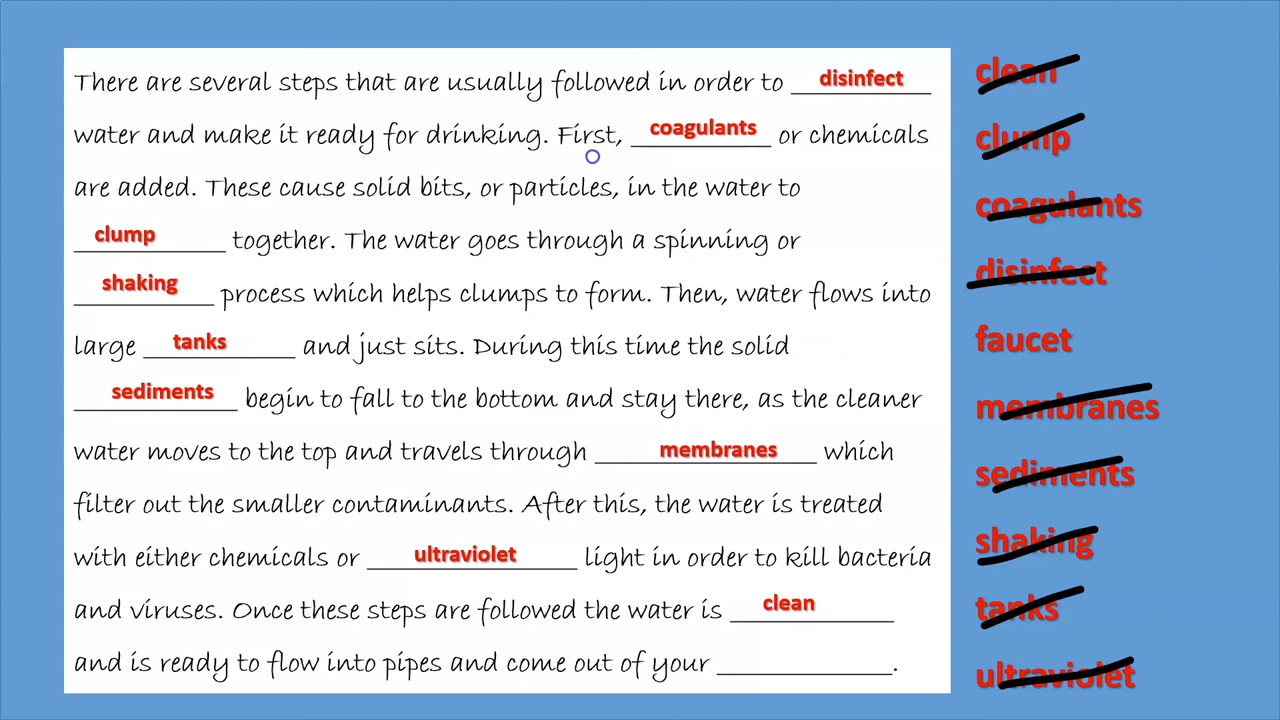 There are several steps that are usually followed in order to disinfect
water and make it ready for drinking. First, coagulants or chemicals
are added. These cause solid bits, or particles, in the water to
clump together. The water goes through a spinning or
shaking process which helps clumps to form. Then, water flows into
large tanks and just sits. During this time the solid
sediments begin to fall to the bottom and stay there, as the cleaner
water moves to the top and travels through membranes which
filter out the smaller contaminants. After this, the water is treated
with either chemicals or ultraviolet light in order to kill bacteria
and viruses. Once these steps are followed the water is clean
and is ready to flow into pipes and come out of your ____________.
clean
clump
coagulants
disinfect
faucet
membranes
sediments
shaking
tanks
ultraviolet